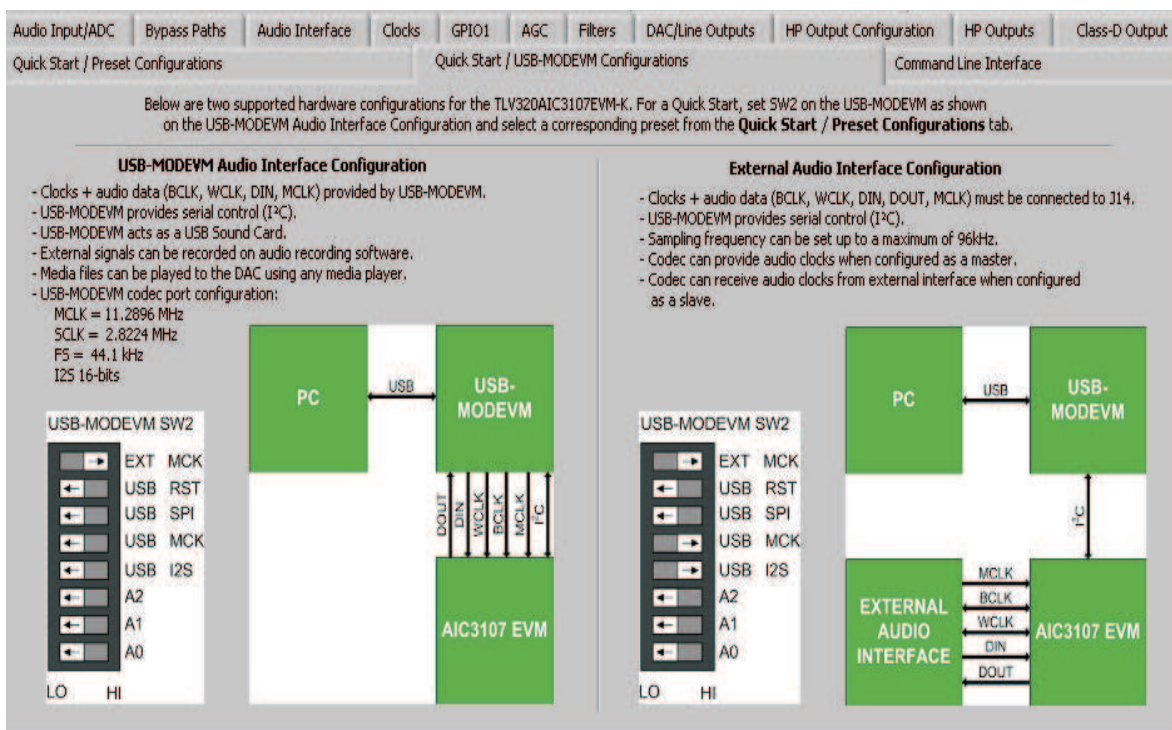 Audio Input/ADC Bypass Paths Audio Interface Clocks GPIO1 AGC Filters DAC/Line Outputs HP Output Configuration HP Outputs Class-D Output
Quick Start / Preset Configurations Quick Start / USB-MODEVM Configurations Command Line Interface
Below are two supported hardware configurations for the TLV320AIC3107EVM-K. For a Quick Start, set SW2 on the USB-MODEVM as shown
on the USB-MODEVM Audio Interface Configuration and select a corresponding preset from the Quick Start / Preset Configurations tab.
USB-MODEVM Audio Interface Configuration
- Clocks + audio data (BCLK, WCLK, DIN, MCLK) provided by USB-MODEVM.
- USB-MODEVM provides serial control (I²C).
- USB-MODEVM acts as a USB Sound Card.
- External signals can be recorded on audio recording software.
- Media files can be played to the DAC using any media player.
- USB-MODEVM codec port configuration:
MCLK = 11.2896 MHz
SCLK = 2.8224 MHz
FS = 44.1 kHz
I2S 16-bits
PC
USB
USB-
MODEVM
DOUT
DIN
WCLK
BCLK
MCLK
I²C
AIC3107 EVM
USB-MODEVM SW2
EXT MCK
USB RST
USB SPI
USB MCK
USB I2S
A2
A1
A0
LO HI
External Audio Interface Configuration
- Clocks + audio data (BCLK, WCLK, DIN, DOUT, MCLK) must be connected to J14.
- USB-MODEVM provides serial control (I²C).
- Sampling frequency can be set up to a maximum of 96kHz.
- Codec can provide audio clocks when configured as a master.
- Codec can receive audio clocks from external interface when configured
as a slave.
PC
USB
USB-
MODEVM
I²C
EXTERNAL
AUDIO
INTERFACE
MCLK
BCLK
WCLK
DIN
DOUT
AIC3107 EVM
USB-MODEVM SW2
EXT MCK
USB RST
USB SPI
USB MCK
USB I2S
A2
A1
A0
LO HI